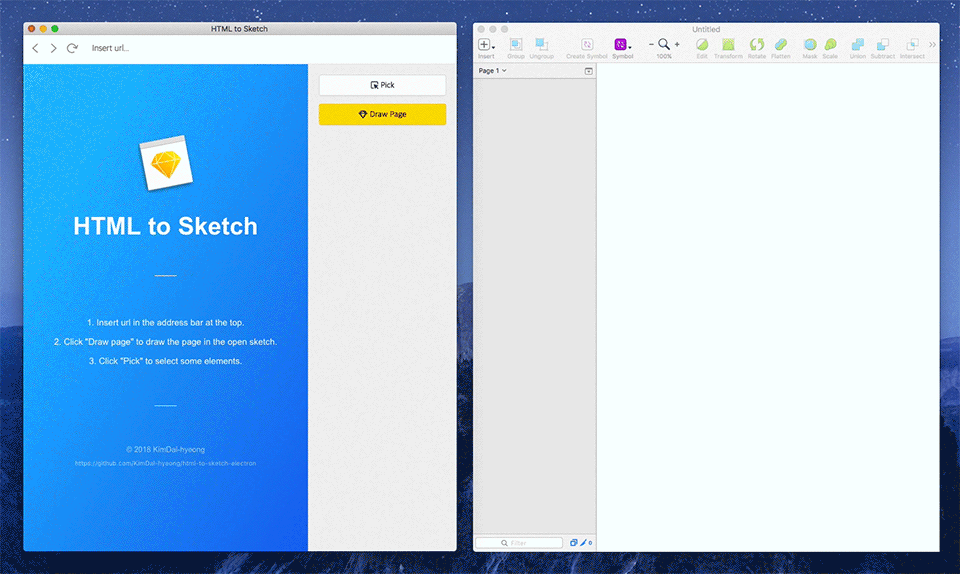 HTML to Sketch
Insert url...
Pick
Draw Page
HTML to Sketch
1. Insert url in the address bar at the top.
2. Click "Draw page" to draw the page in the open sketch.
3. Click "Pick" to select some elements.
© 2018 KimDal-hyeong
https://github.com/KimDal-hyeong/html-to-sketch-electron
Untitled
Insert Group Ungroup Create Symbol Symbol 100% Edit Transform Rotate Flatten Mask Scale Union Subtract Intersect
Page 1
Filter 0